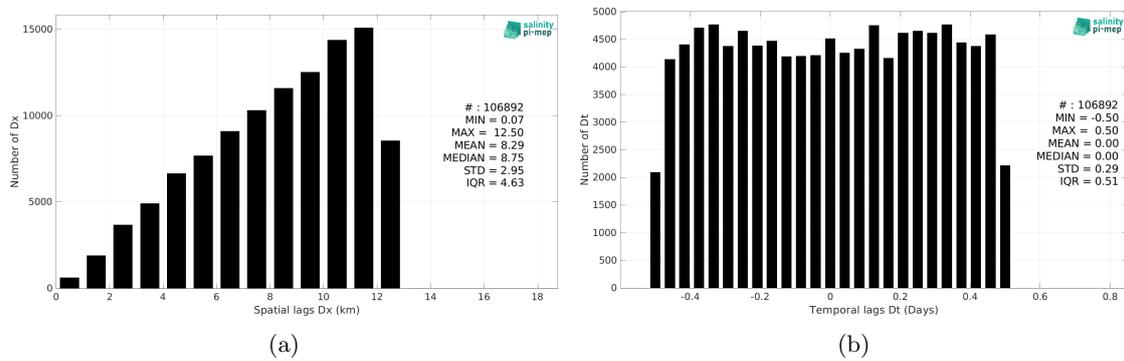 salinity
pi-mep
Number of Dx
15000
10000
5000
0
# : 106892
MIN = 0.07
MAX = 12.50
MEAN = 8.29
MEDIAN = 8.75
STD = 2.95
IQR = 4.63
0 2 4 6 8 10 12 14 16 18
Spatial lags Dx (km)
(a)
salinity
pi-mep
Number of Dt
5000
4500
4000
3500
3000
2500
2000
1500
1000
500
0
# : 106892
MIN = -0.50
MAX = 0.50
MEAN = 0.00
MEDIAN = 0.00
STD = 0.29
IQR = 0.51
-0.4 -0.2 0 0.2 0.4 0.6 0.8
Temporal lags Dt (Days)
(b)